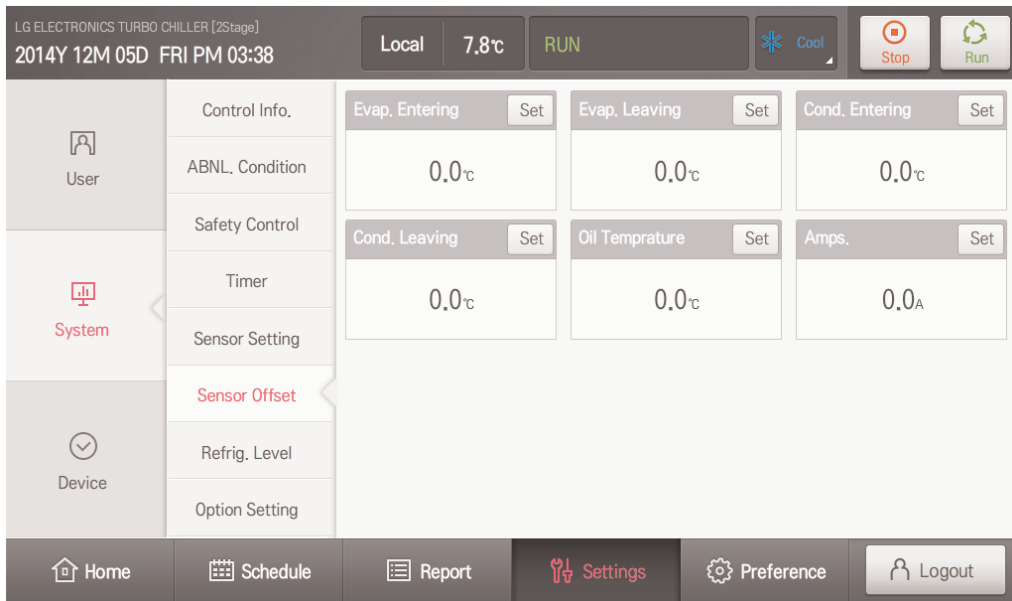 LG ELECTRONICS TURBO CHILLER [2Stage]
2014Y 12M 05D FRI PM 03:38
Local 7.8℃ RUN Cool Stop Run
User
System
Device
Control Info.
ABNL. Condition
Safety Control
Timer
Sensor Setting
Sensor Offset
Refrig. Level
Option Setting
Evap. Entering Set
0.0℃
Evap. Leaving Set
0.0℃
Cond. Entering Set
0.0℃
Cond. Leaving Set
0.0℃
Oil Temprature Set
0.0℃
Amps. Set
0.0A
Home Schedule Report Settings Preference Logout